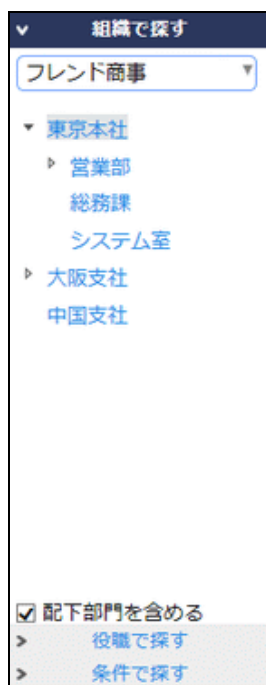 組織で探す
フレンド商事
東京本社
営業部
総務課
システム室
大阪支社
中国支社
配下部門を含める
役職で探す
条件で探す